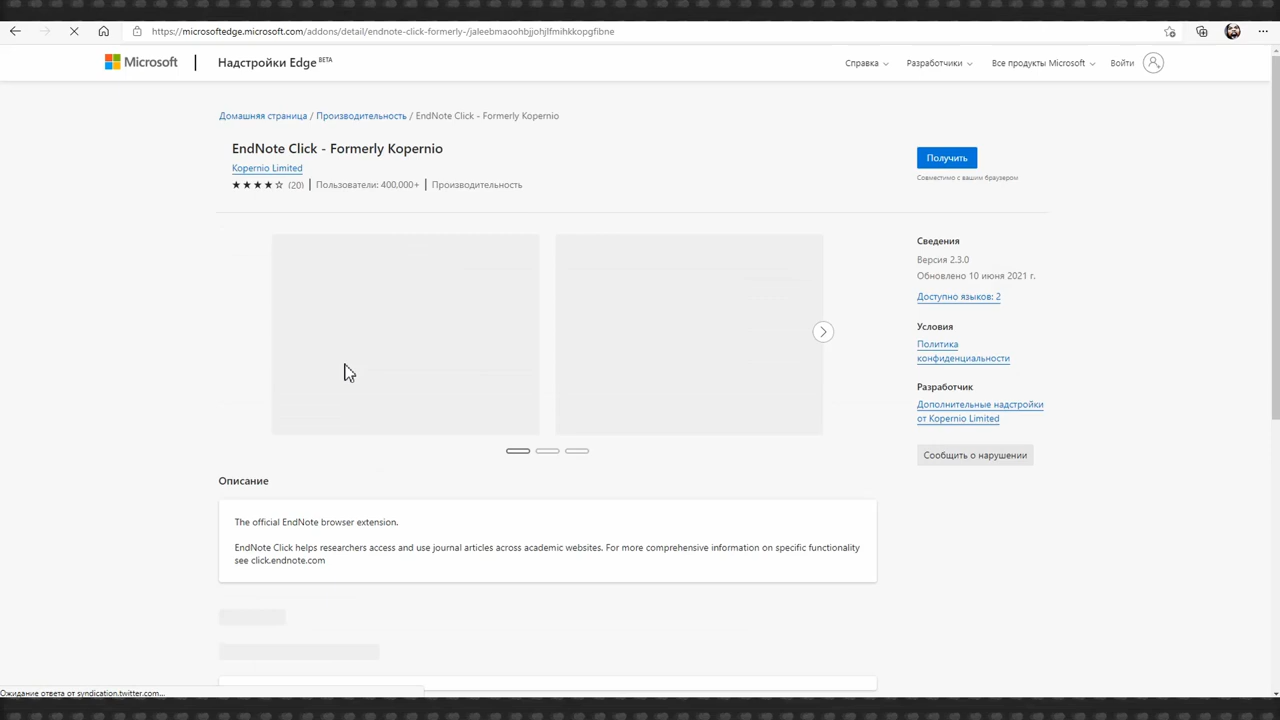 https://microsoftedge.microsoft.com/addons/detail/endnote-click-formerly-/jaleebmaoohbjjohjlfmihkkopgfibne
Microsoft
Надстройки Edge BETA
Справка
Разработчики
Все продукты Microsoft
Войти
Домашняя страница / Производительность / EndNote Click - Formerly Kopernio
EndNote Click - Formerly Kopernio
Kopernio Limited
(20) | Пользователи: 400,000+ | Производительность
Получить
Совместимо с вашим браузером
Сведения
Версия 2.3.0
Обновлено 10 июня 2021 г.
Доступно языков: 2
Условия
Политика
конфиденциальности
Разработчик
Дополнительные надстройки
от Kopernio Limited
Сообщить о нарушении
Описание
The official EndNote browser extension.
EndNote Click helps researchers access and use journal articles across academic websites. For more comprehensive information on specific functionality
see click.endnote.com
Ожидание ответа от syndication.twitter.com...